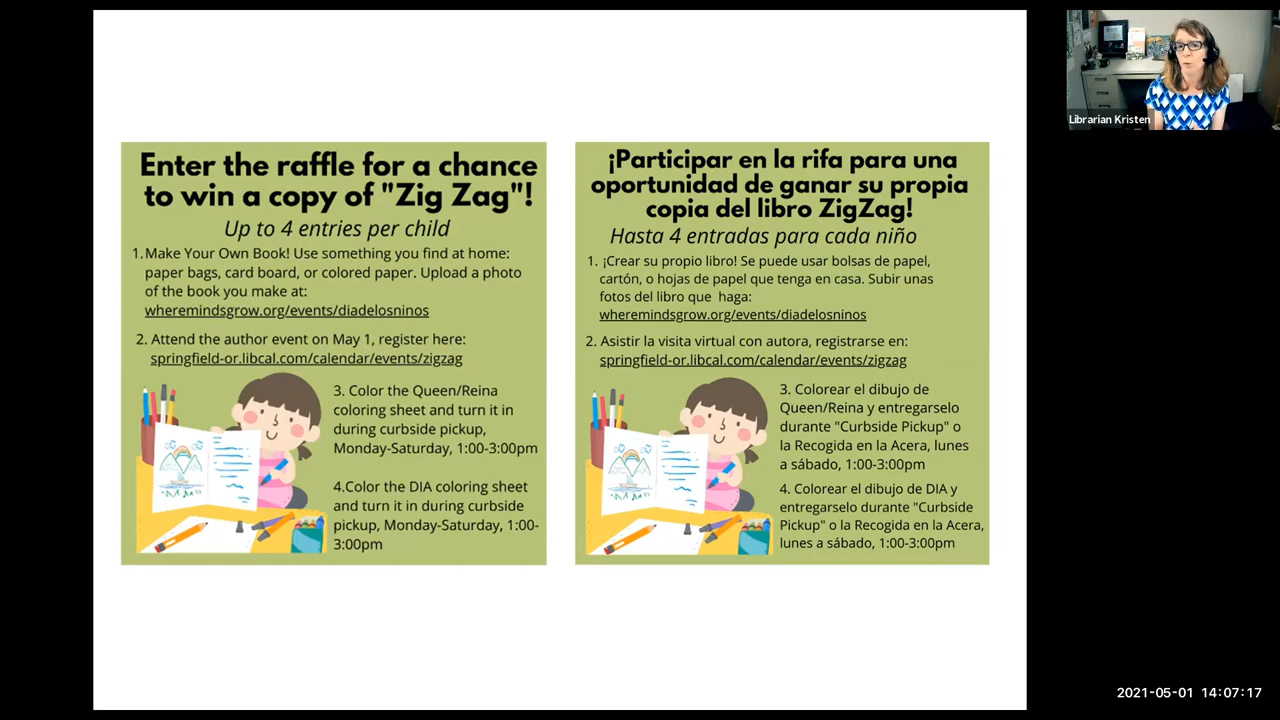 Enter the raffle for a chance
to win a copy of "Zig Zag"!
Up to 4 entries per child
1. Make Your Own Book! Use something you find at home:
paper bags, card board, or colored paper. Upload a photo
of the book you make at:
wheremindsgrow.org/events/diadelosninos
2. Attend the author event on May 1, register here:
springfield-or.libcal.com/calendar/events/zigzag
3. Color the Queen/Reina
coloring sheet and turn it in
during curbside pickup,
Monday-Saturday, 1:00-3:00pm
4.Color the DIA coloring sheet
and turn it in during curbside
pickup, Monday-Saturday, 1:00-
3:00pm
¡Participar en la rifa para una
oportunidad de ganar su propia
copia del libro ZigZag!
Hasta 4 entradas para cada niño
1. ¡Crear su propio libro! Se puede usar bolsas de papel,
cartón, o hojas de papel que tenga en casa. Subir unas
fotos del libro que haga:
wheremindsgrow.org/events/diadelosninos
2. Asistir la visita virtual con autora, registrarse en:
springfield-or.libcal.com/calendar/events/zigzag
3. Colorear el dibujo de
Queen/Reina y entregarselo
durante "Curbside Pickup" o
la Recogida en la Acera, lunes
a sábado, 1:00-3:00pm
4. Colorear el dibujo de DIA y
entregarselo durante "Curbside
Pickup" o la Recogida en la Acera,
lunes a sábado, 1:00-3:00pm
Librarian Kristen
2021-05-01 14:07:17